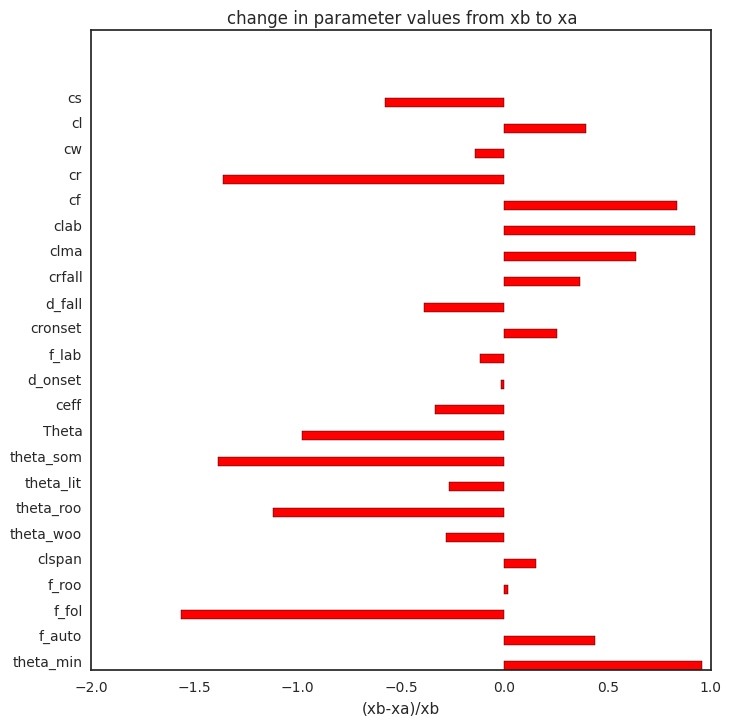 change in parameter values from xb to xa
cs
cl
cw
cr
cf
clab
clma
crfall
d_fall
cronset
f_lab
d_onset
ceff
Theta
theta_som
theta_lit
theta_roo
theta_woo
clspan
f_roo
f_fol
f_auto
theta_min
−2.0 −1.5 −1.0 −0.5 0.0 0.5 1.0
(xb-xa)/xb